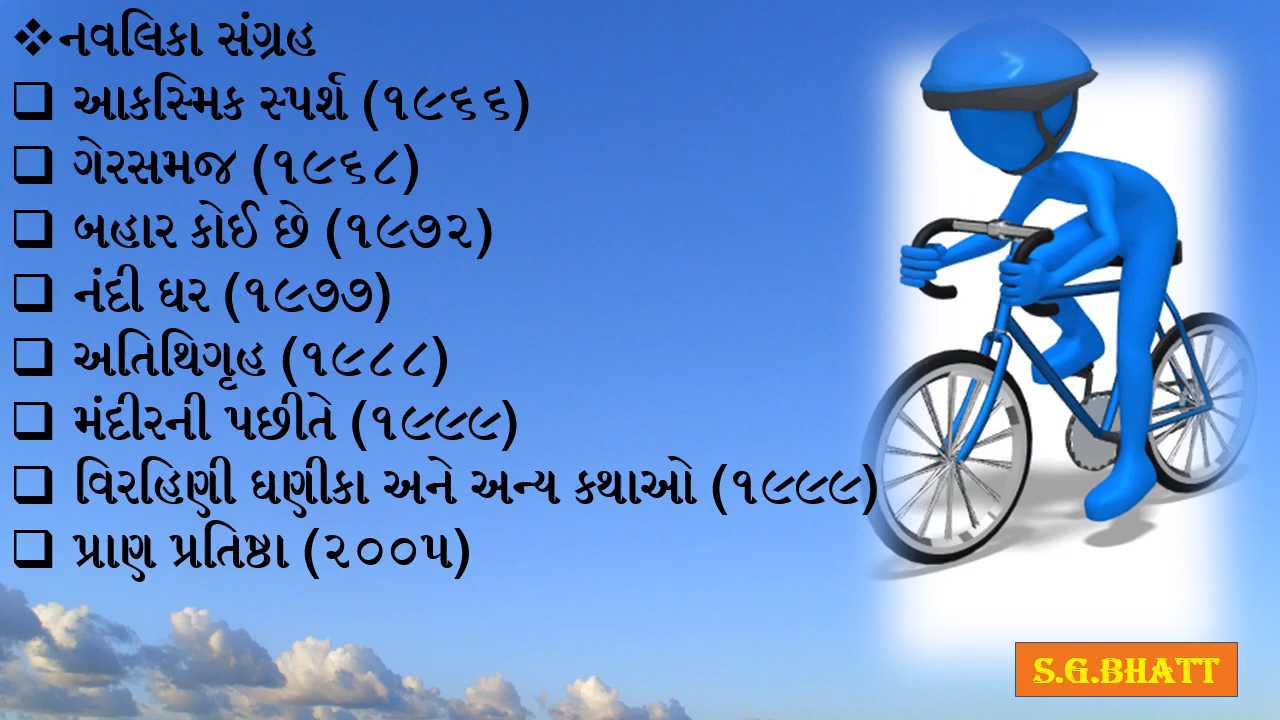 ❖નવલિકા સંગ્રહ
❑ આકસ્મિક સ્પર્શ (૧૯૬૬)
❑ ગેરસમજ (૧૯૬૮)
❑ બહાર કોઈ છે (૧૯૭૨)
❑ નંદી ઘર (૧૯૭૭)
❑ અતિથિગૃહ (૧૯૮૮)
❑ મંદીરની પછીતે (૧૯૯૯)
❑ વિરહિણી ઘણીકા અને અન્ય કથાઓ (૧૯૯૯)
❑ પ્રાણ પ્રતિષ્ઠા (૨૦૦૫)
S.G.BHATT